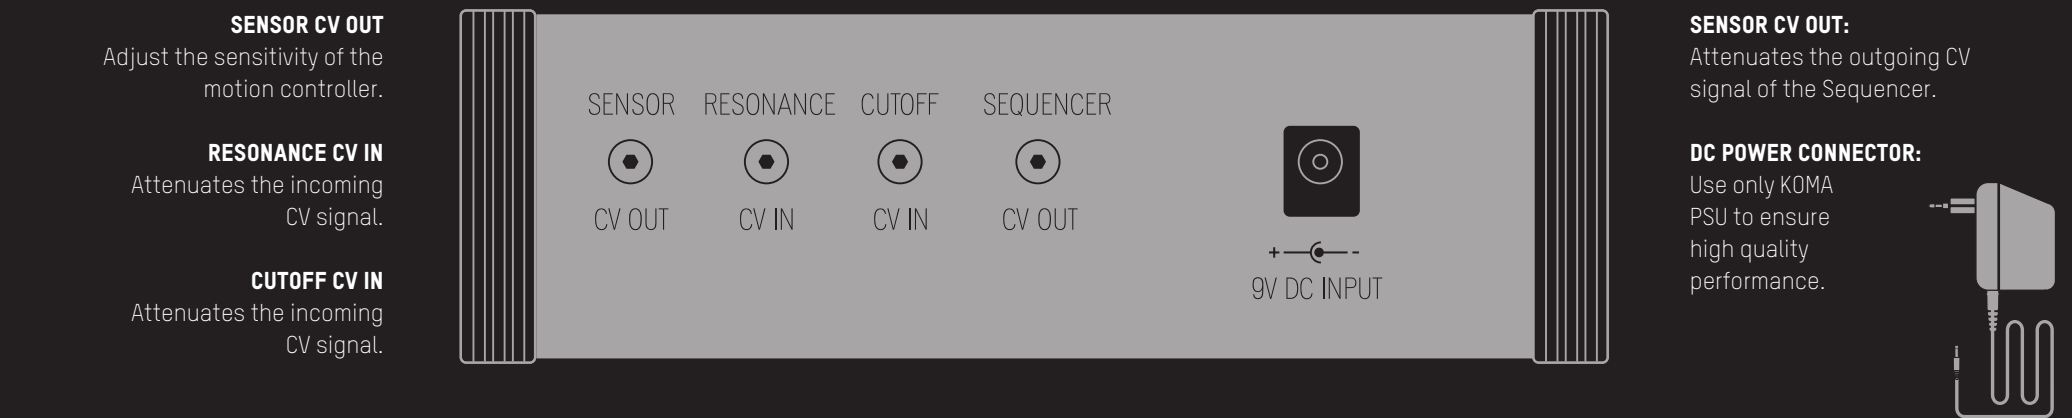 SENSOR CV OUT
Adjust the sensitivity of the
motion controller.
RESONANCE CV IN
Attenuates the incoming
CV signal.
CUTOFF CV IN
Attenuates the incoming
CV signal.
SENSOR RESONANCE CUTOFF SEQUENCER
CV OUT CV IN CV IN CV OUT
+ -
9V DC INPUT
SENSOR CV OUT:
Attenuates the outgoing CV
signal of the Sequencer.
DC POWER CONNECTOR:
Use only KOMA
PSU to ensure
high quality
performance.